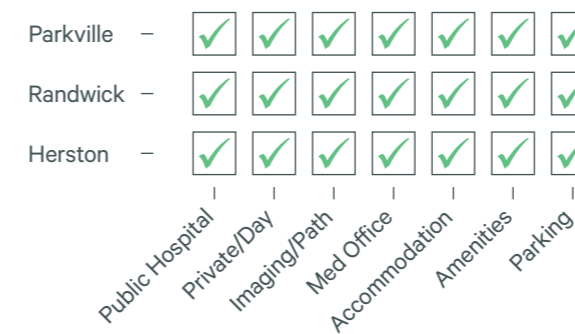 Parkville –
Randwick –
Herston –
Public Hospital
Private/Day
Imaging/Path
Med Office
Accommodation
Amenities
Parking